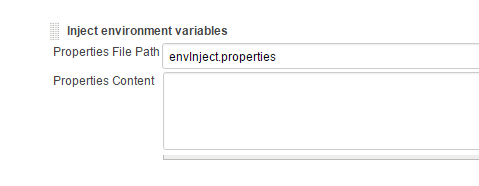 Inject environment variables
Properties File Path envInject.properties
Properties Content